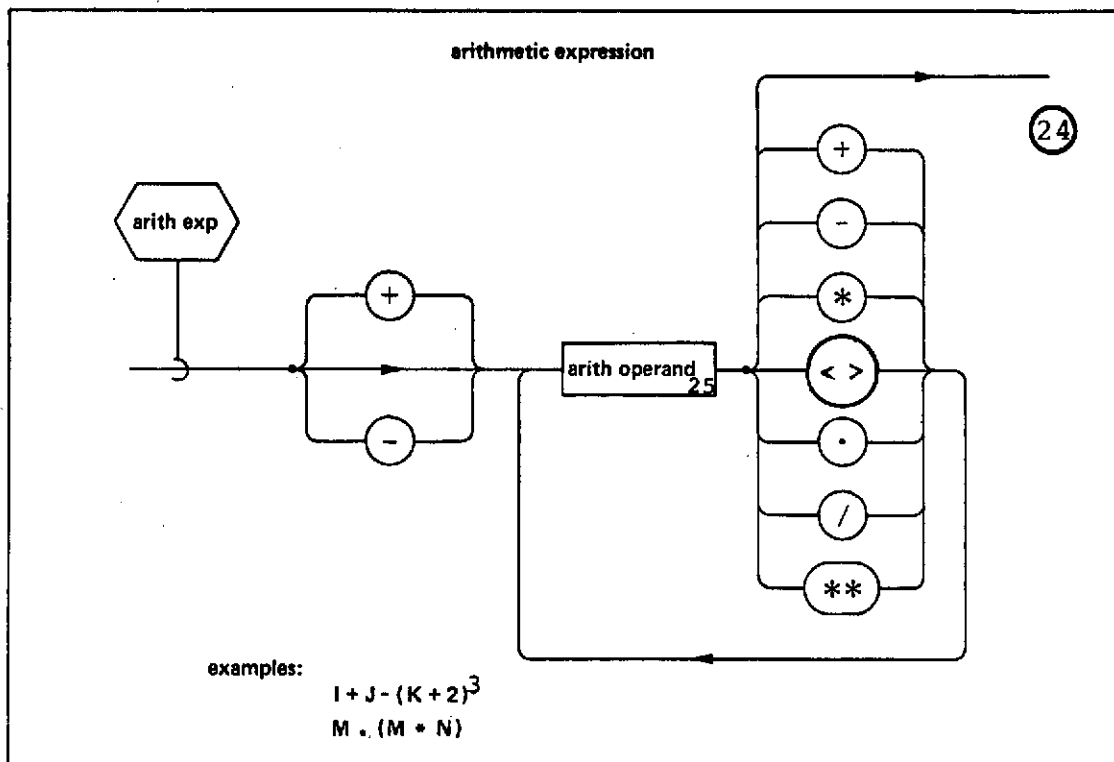 arithmetic expression
24
+
arith exp
-
+
*
arith operand
25
< >
-
.
/
**
examples:
I + J - (K + 2)3
M . (M * N)